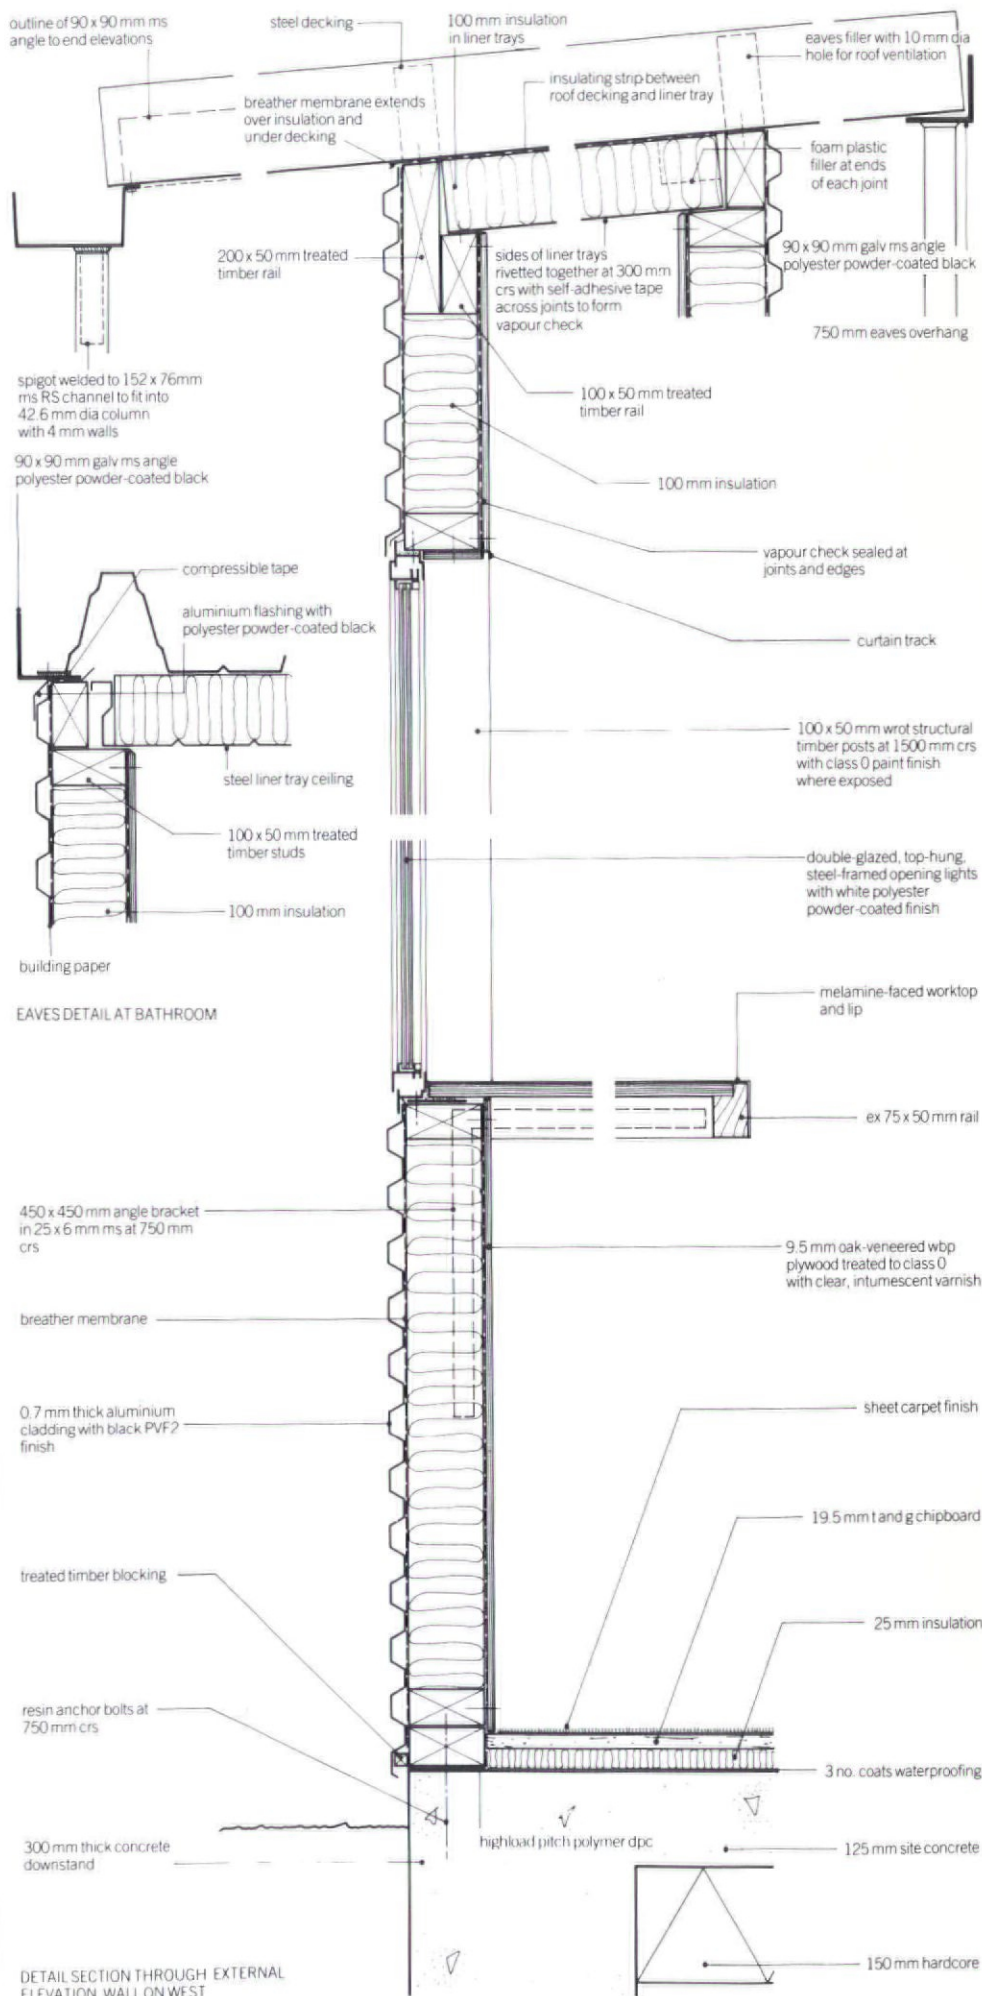 outline of 90 x 90 mm ms
angle to end elevations
steel decking
100 mm insulation
in liner trays
eaves filler with 10 mm dia
hole for roof ventilation
breather membrane extends
over insulation and
under decking
insulating strip between
roof decking and liner tray
foam plastic
filler at ends
of each joint
200 x 50 mm treated
timber rail
sides of liner trays
rivetted together at 300 mm
crs with self-adhesive tape
across joints to form
vapour check
90 x 90 mm galv ms angle
polyester powder-coated black
750 mm eaves overhang
spigot welded to 152 x 76mm
ms RS channel to fit into
42.6 mm dia column
with 4 mm walls
100 x 50 mm treated
timber rail
90 x 90 mm galv ms angle
polyester powder-coated black
100 mm insulation
compressible tape
vapour check sealed at
joints and edges
aluminium flashing with
polyester powder-coated black
curtain track
100 x 50 mm wrot structural
timber posts at 1500 mm crs
with class 0 paint finish
where exposed
steel liner tray ceiling
100 x 50 mm treated
timber studs
double-glazed, top-hung,
steel-framed opening lights
with white polyester
powder-coated finish
100 mm insulation
building paper
EAVES DETAIL AT BATHROOM
melamine-faced worktop
and lip
ex 75 x 50 mm rail
450 x 450 mm angle bracket
in 25 x 6 mm ms at 750 mm
crs
9.5 mm oak-veneered wbp
plywood treated to class 0
with clear, intumescent varnish
breather membrane
0.7 mm thick aluminium
cladding with black PVF2
finish
sheet carpet finish
19.5 mm t and g chipboard
treated timber blocking
25 mm insulation
resin anchor bolts at
750 mm crs
3 no. coats waterproofing
highload pitch polymer dpc
300 mm thick concrete
downstand
125 mm site concrete
150 mm hardcore
DETAIL SECTION THROUGH EXTERNAL
ELEVATION WALL ON WEST